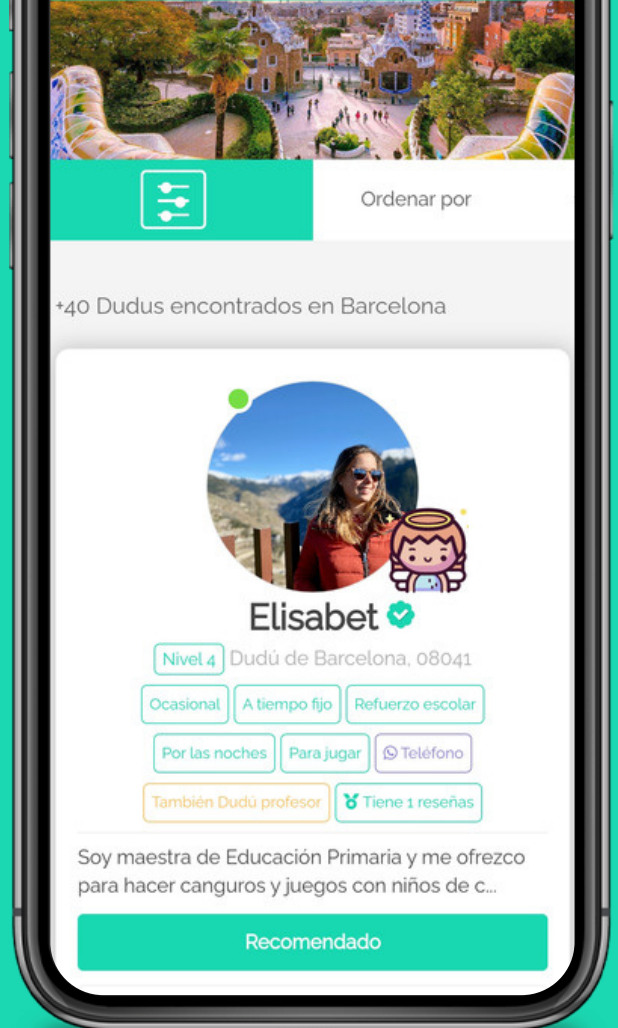 Ordenar por
+40 Dudus encontrados en Barcelona
Elisabet
Nivel 4 Dudú de Barcelona, 08041
Ocasional A tiempo fijo Refuerzo escolar
Por las noches Para jugar Teléfono
También Dudú profesor Tiene 1 reseñas
Soy maestra de Educación Primaria y me ofrezco
para hacer canguros y juegos con niños de c...
Recomendado